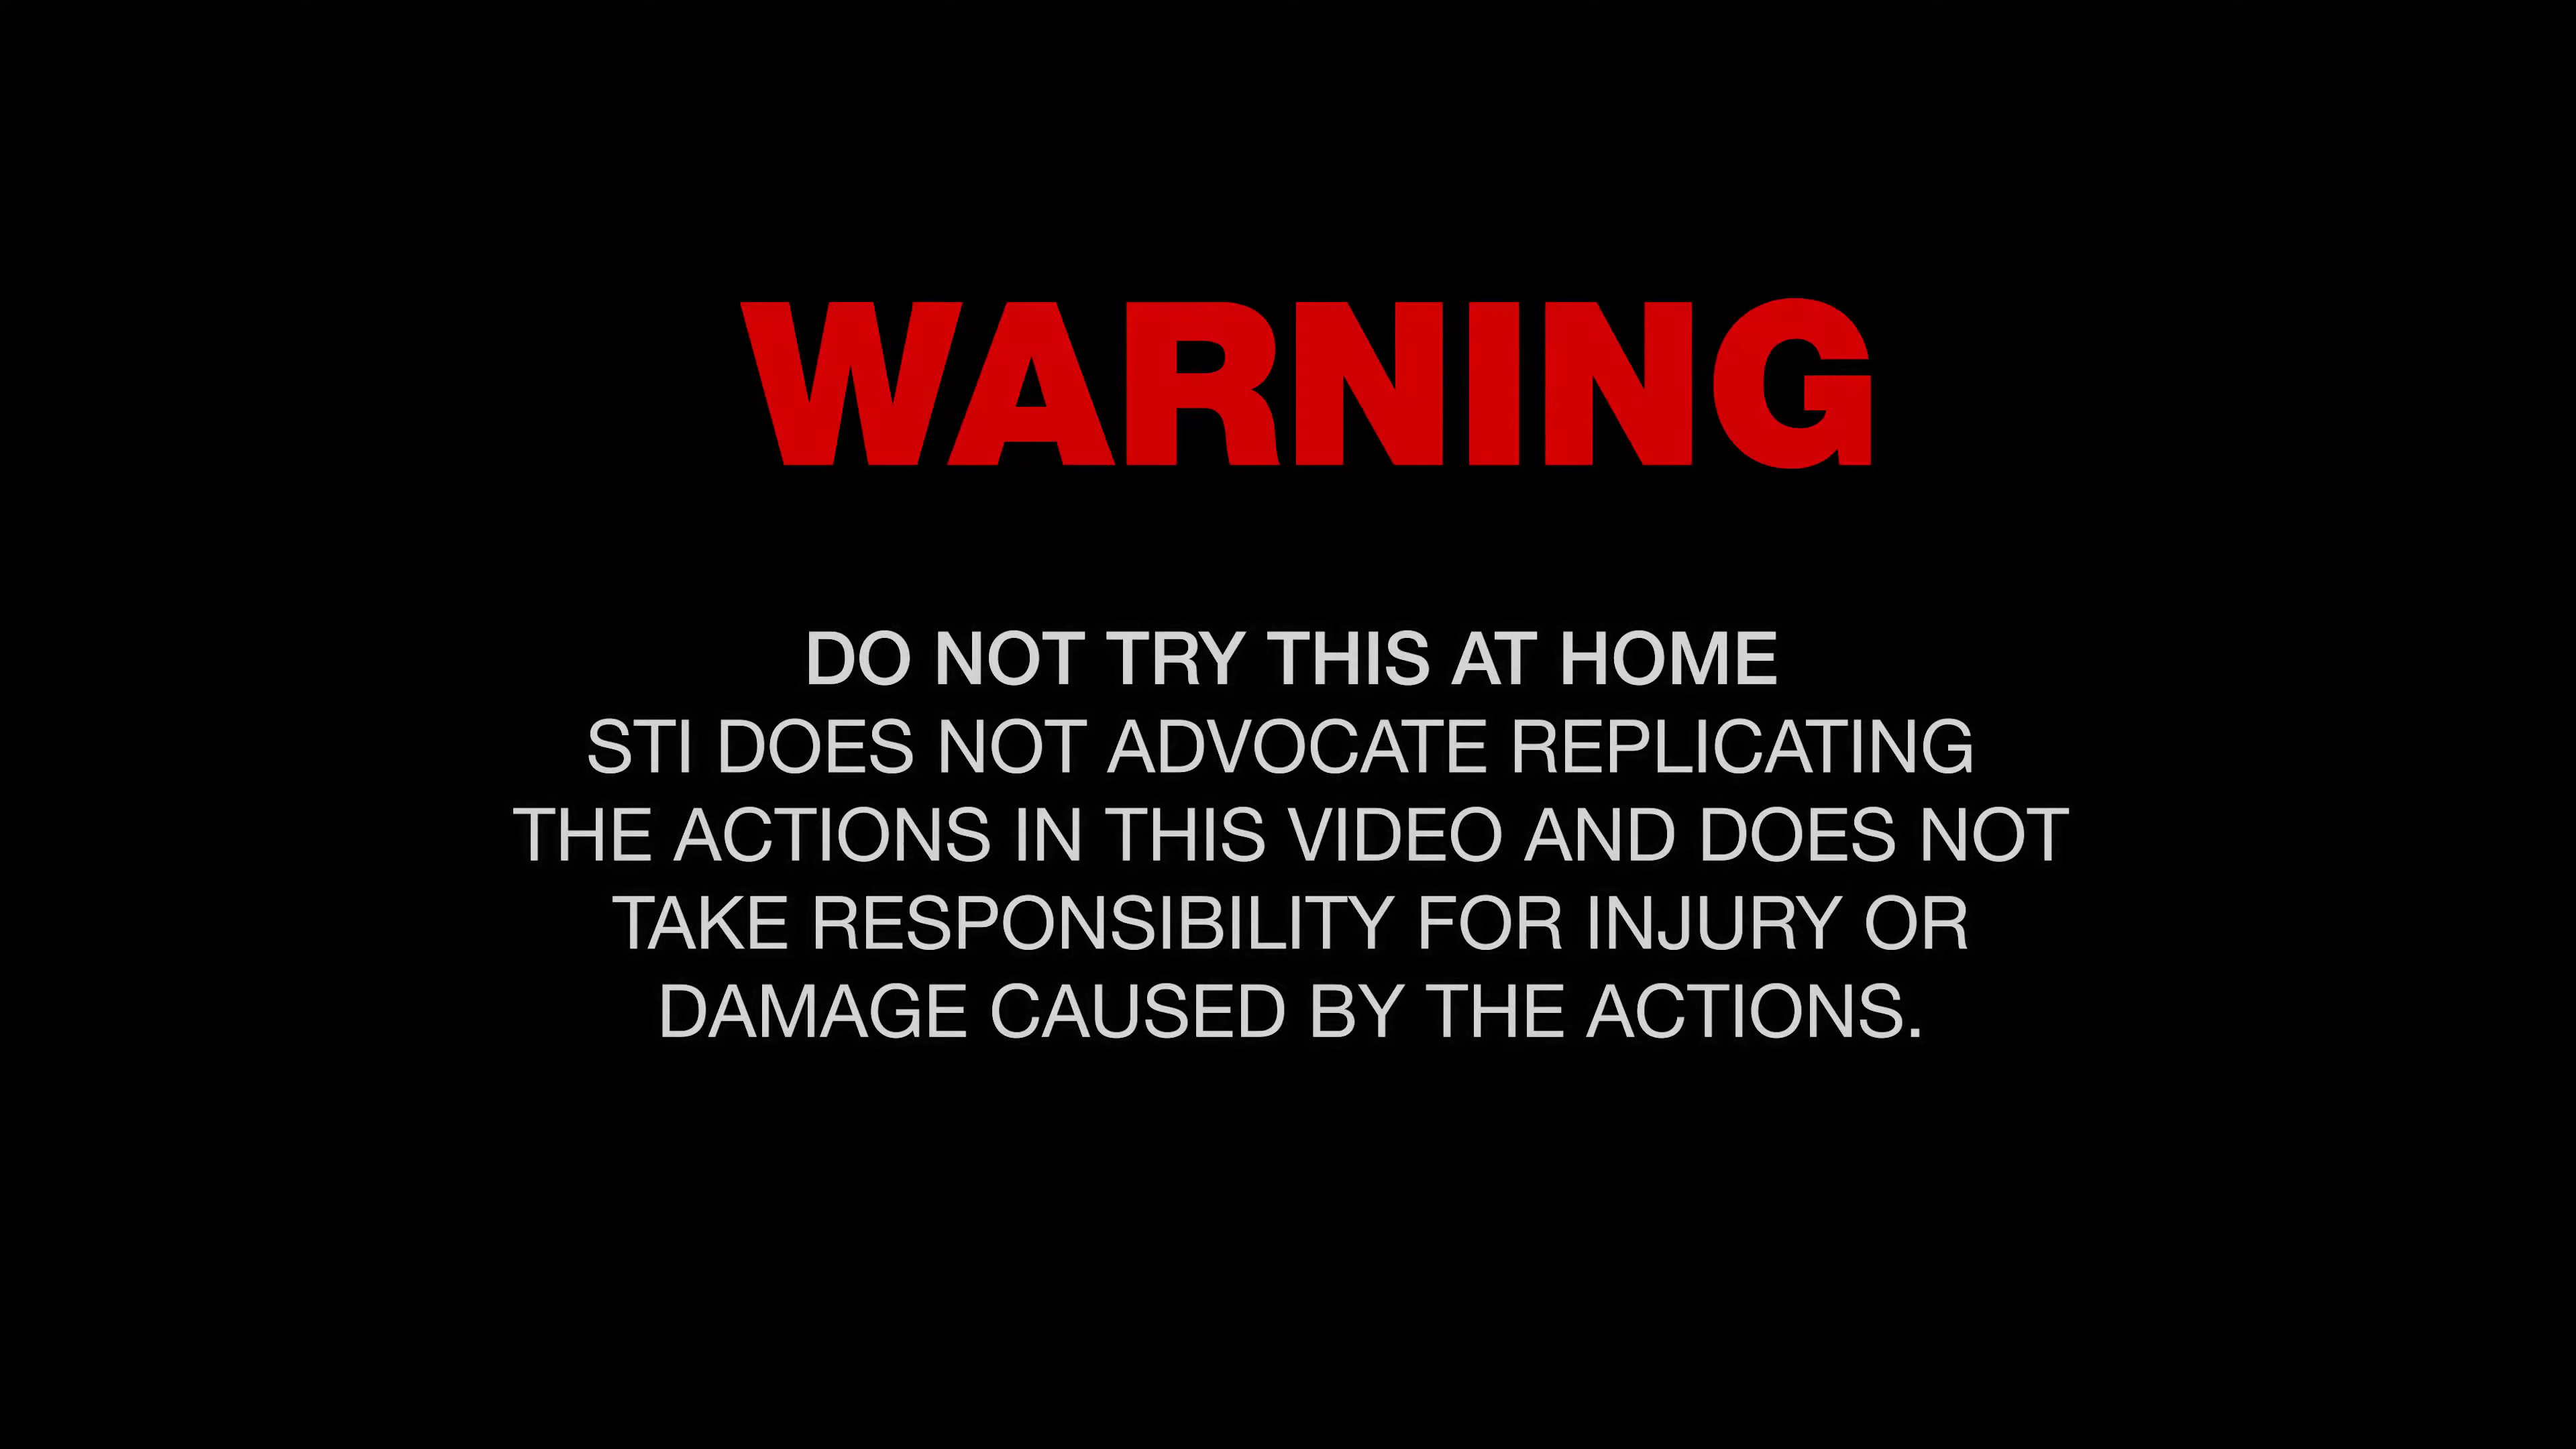 WARNING
DO NOT TRY THIS AT HOME
STI DOES NOT ADVOCATE REPLICATING
THE ACTIONS IN THIS VIDEO AND DOES NOT
TAKE RESPONSIBILITY FOR INJURY OR
DAMAGE CAUSED BY THE ACTIONS.